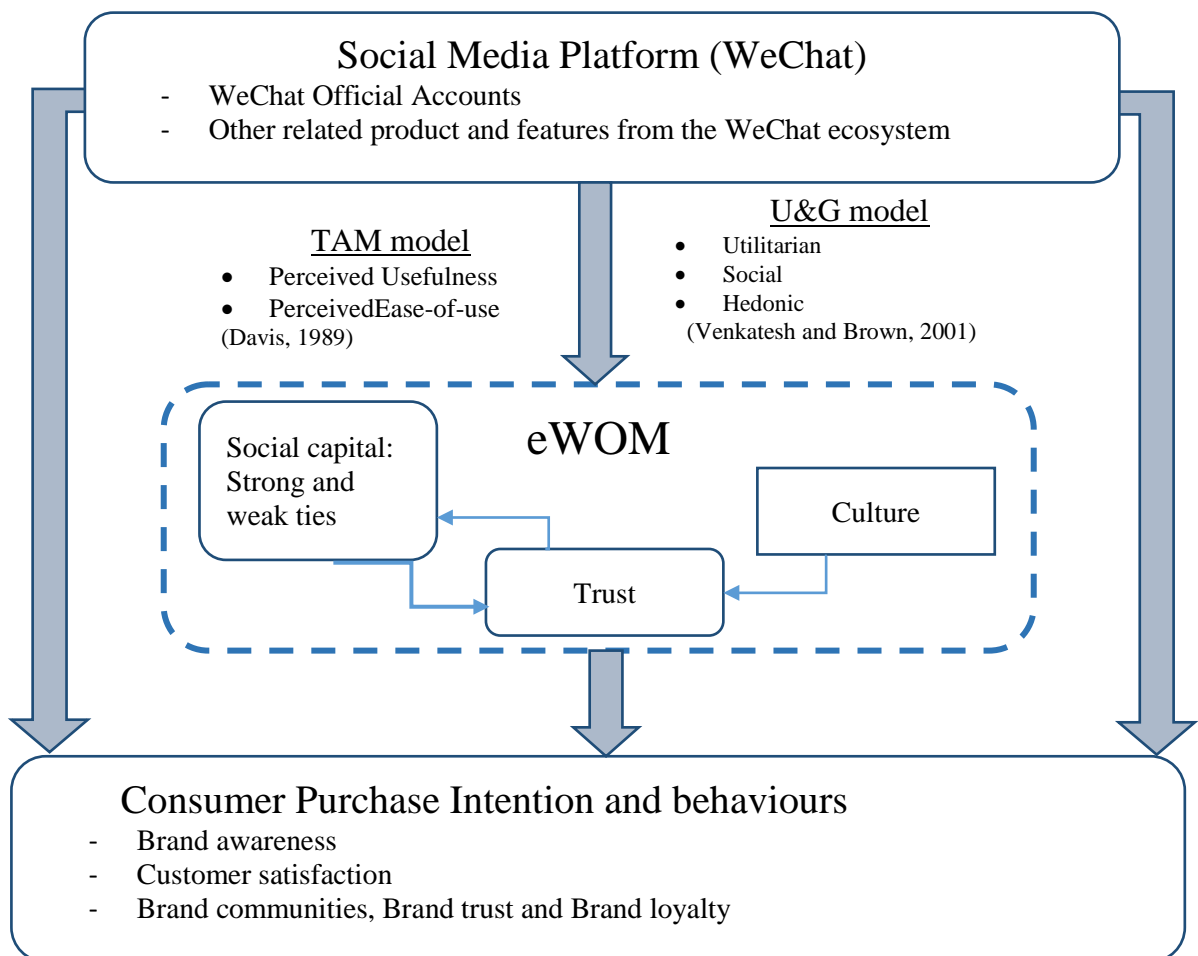 Social Media Platform (WeChat)
- WeChat Official Accounts
- Other related product and features from the WeChat ecosystem
TAM model
• Perceived Usefulness
• PerceivedEase-of-use
(Davis, 1989)
U&G model
• Utilitarian
• Social
• Hedonic
(Venkatesh and Brown, 2001)
eWOM
Social capital:
Strong and
weak ties
Culture
Trust
Consumer Purchase Intention and behaviours
- Brand awareness
- Customer satisfaction
- Brand communities, Brand trust and Brand loyalty